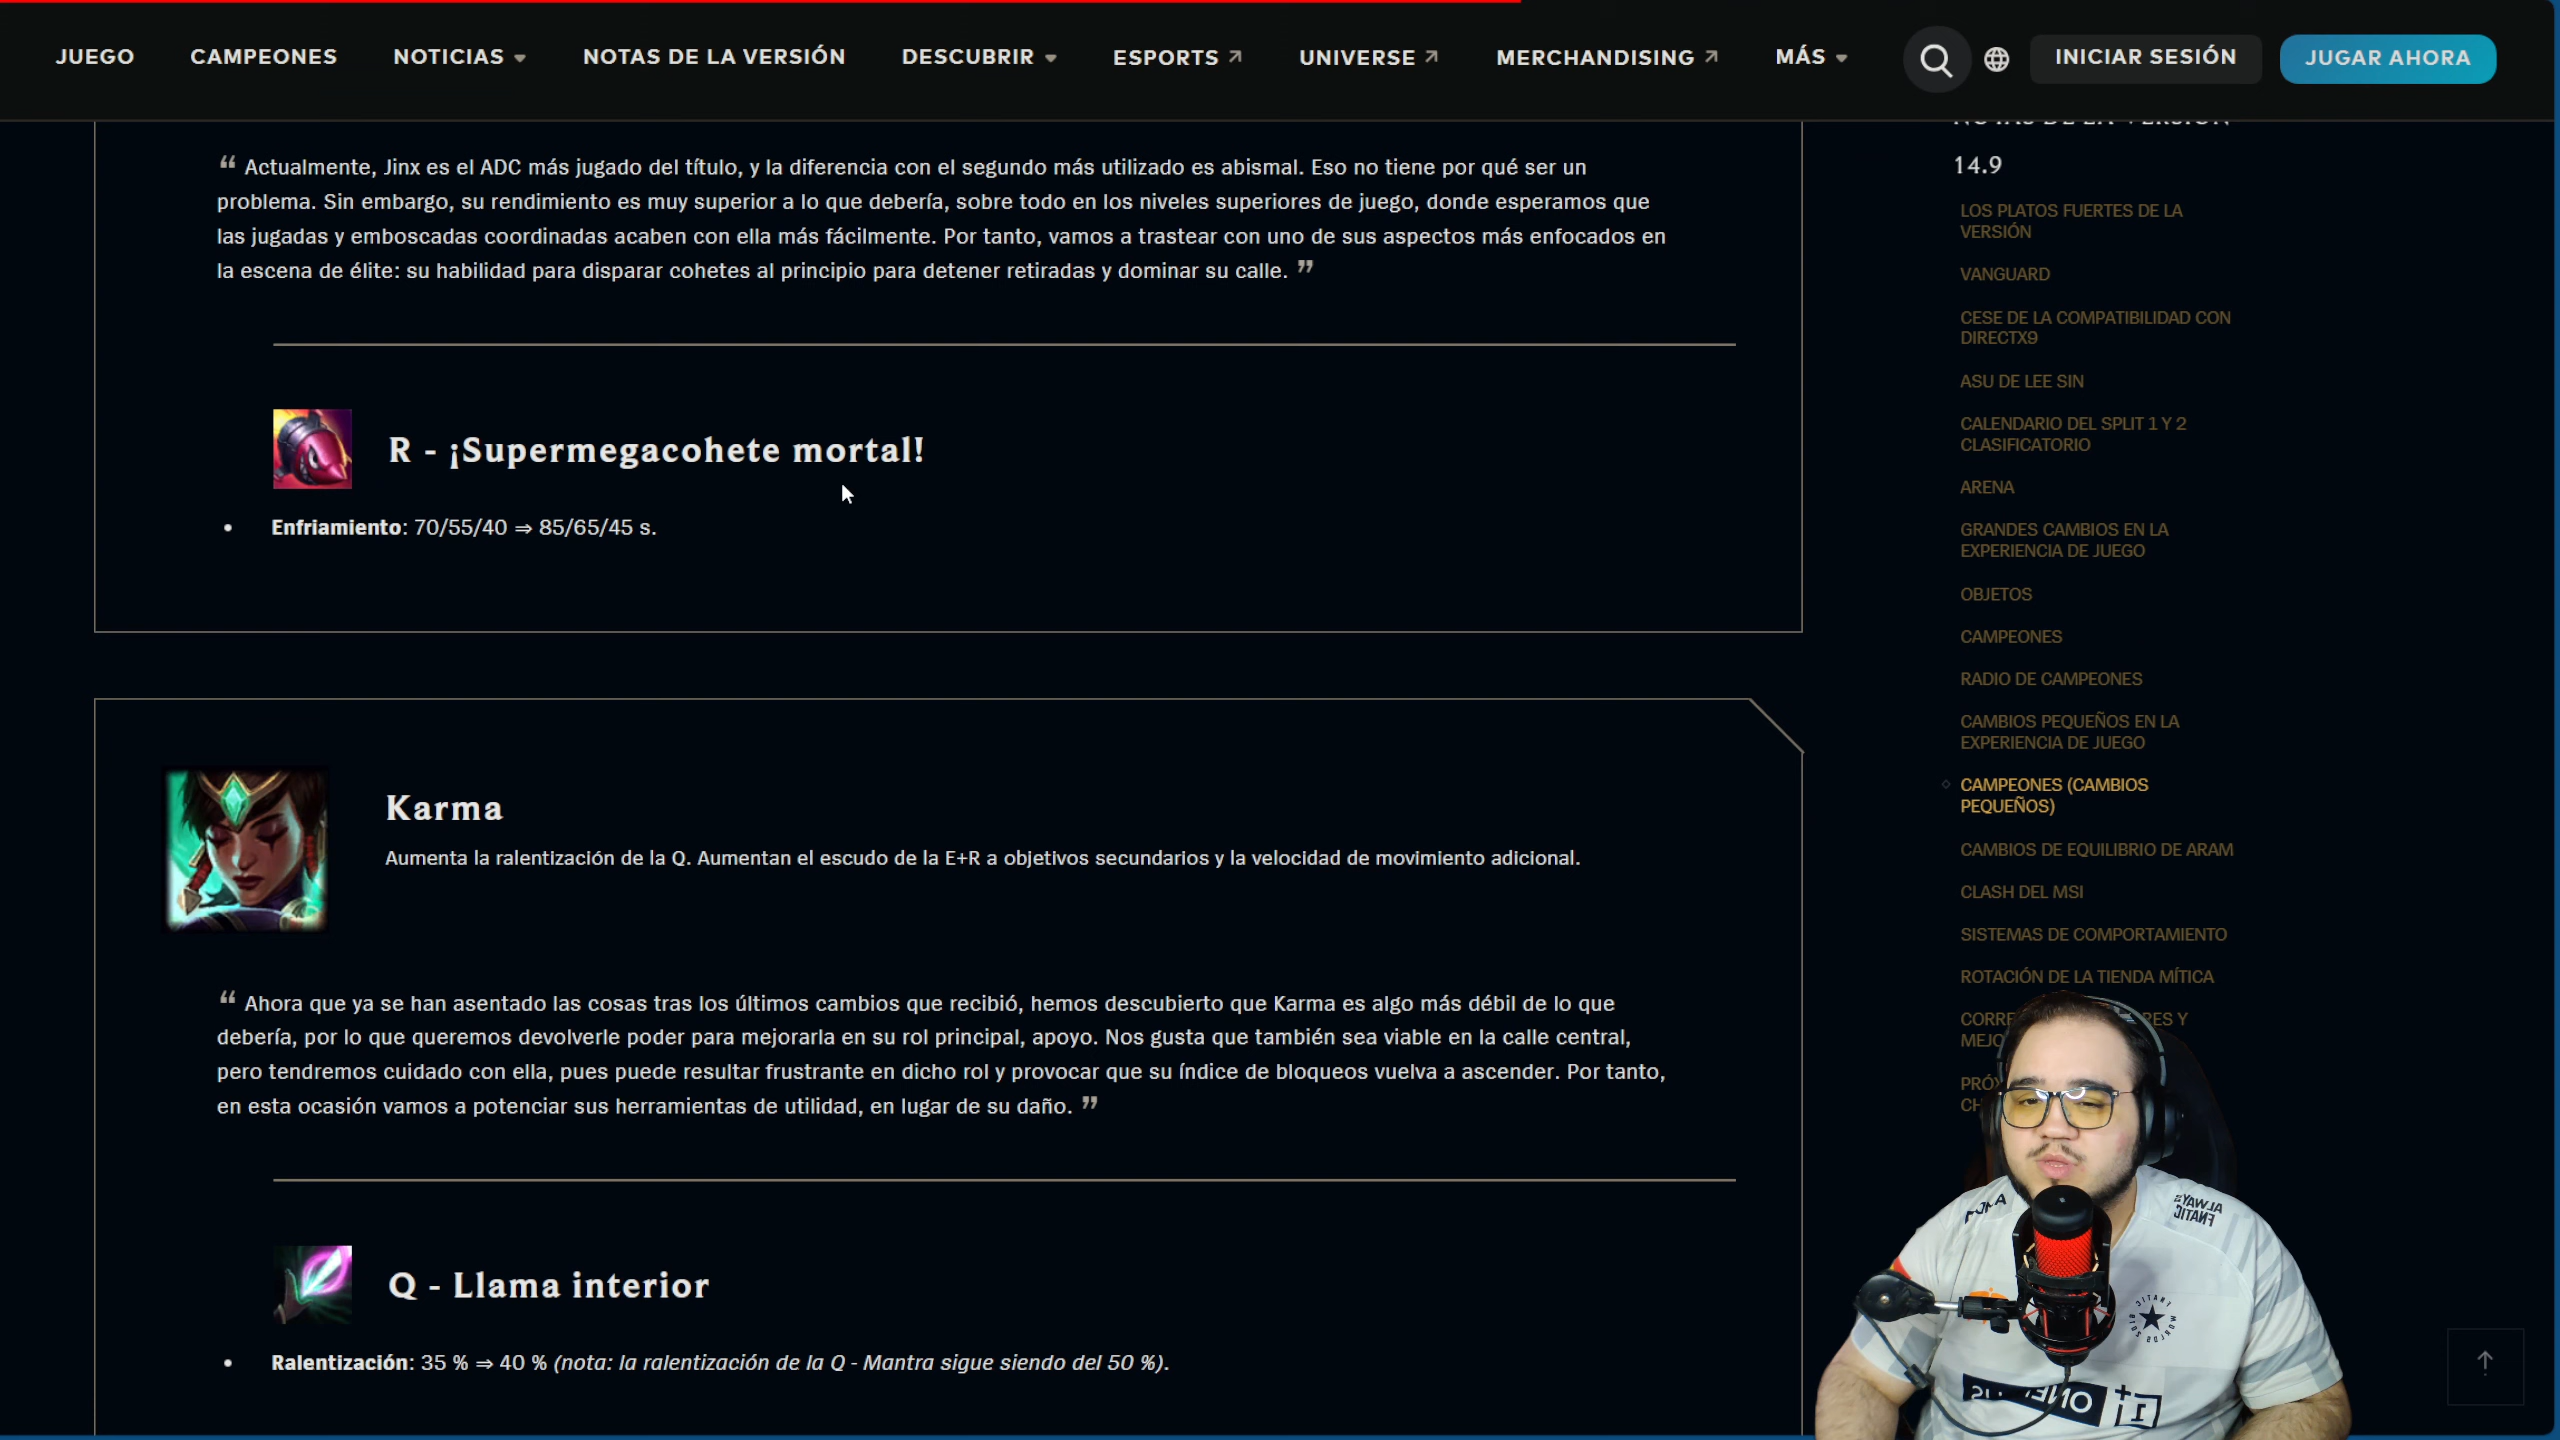 JUEGO
CAMPEONES
NOTICIAS
NOTAS DE LA VERSIÓN
DESCUBRIR
ESPORTS
UNIVERSE
MERCHANDISING
MÁS
INICIAR SESIÓN
JUGAR AHORA
“ Actualmente, Jinx es el ADC más jugado del título, y la diferencia con el segundo más utilizado es abismal. Eso no tiene por qué ser un
problema. Sin embargo, su rendimiento es muy superior a lo que debería, sobre todo en los niveles superiores de juego, donde esperamos que
las jugadas y emboscadas coordinadas acaben con ella más fácilmente. Por tanto, vamos a trastear con uno de sus aspectos más enfocados en
la escena de élite: su habilidad para disparar cohetes al principio para detener retiradas y dominar su calle. ”
R - ¡Supermegacohete mortal!
• Enfriamiento: 70/55/40 ⇒ 85/65/45 s.
Karma
Aumenta la ralentización de la Q. Aumentan el escudo de la E+R a objetivos secundarios y la velocidad de movimiento adicional.
“ Ahora que ya se han asentado las cosas tras los últimos cambios que recibió, hemos descubierto que Karma es algo más débil de lo que
debería, por lo que queremos devolverle poder para mejorarla en su rol principal, apoyo. Nos gusta que también sea viable en la calle central,
pero tendremos cuidado con ella, pues puede resultar frustrante en dicho rol y provocar que su índice de bloqueos vuelva a ascender. Por tanto,
en esta ocasión vamos a potenciar sus herramientas de utilidad, en lugar de su daño. ”
Q - Llama interior
• Ralentización: 35 % ⇒ 40 % (nota: la ralentización de la Q - Mantra sigue siendo del 50 %).
NOTAS DE LA VERSIÓN
14.9
LOS PLATOS FUERTES DE LA
VERSIÓN
VANGUARD
CESE DE LA COMPATIBILIDAD CON
DIRECTX9
ASU DE LEE SIN
CALENDARIO DEL SPLIT 1 Y 2
CLASIFICATORIO
ARENA
GRANDES CAMBIOS EN LA
EXPERIENCIA DE JUEGO
OBJETOS
CAMPEONES
RADIO DE CAMPEONES
CAMBIOS PEQUEÑOS EN LA
EXPERIENCIA DE JUEGO
CAMPEONES (CAMBIOS
PEQUEÑOS)
CAMBIOS DE EQUILIBRIO DE ARAM
CLASH DEL MSI
SISTEMAS DE COMPORTAMIENTO
ROTACIÓN DE LA TIENDA MÍTICA
ALWAYS
FNATIC